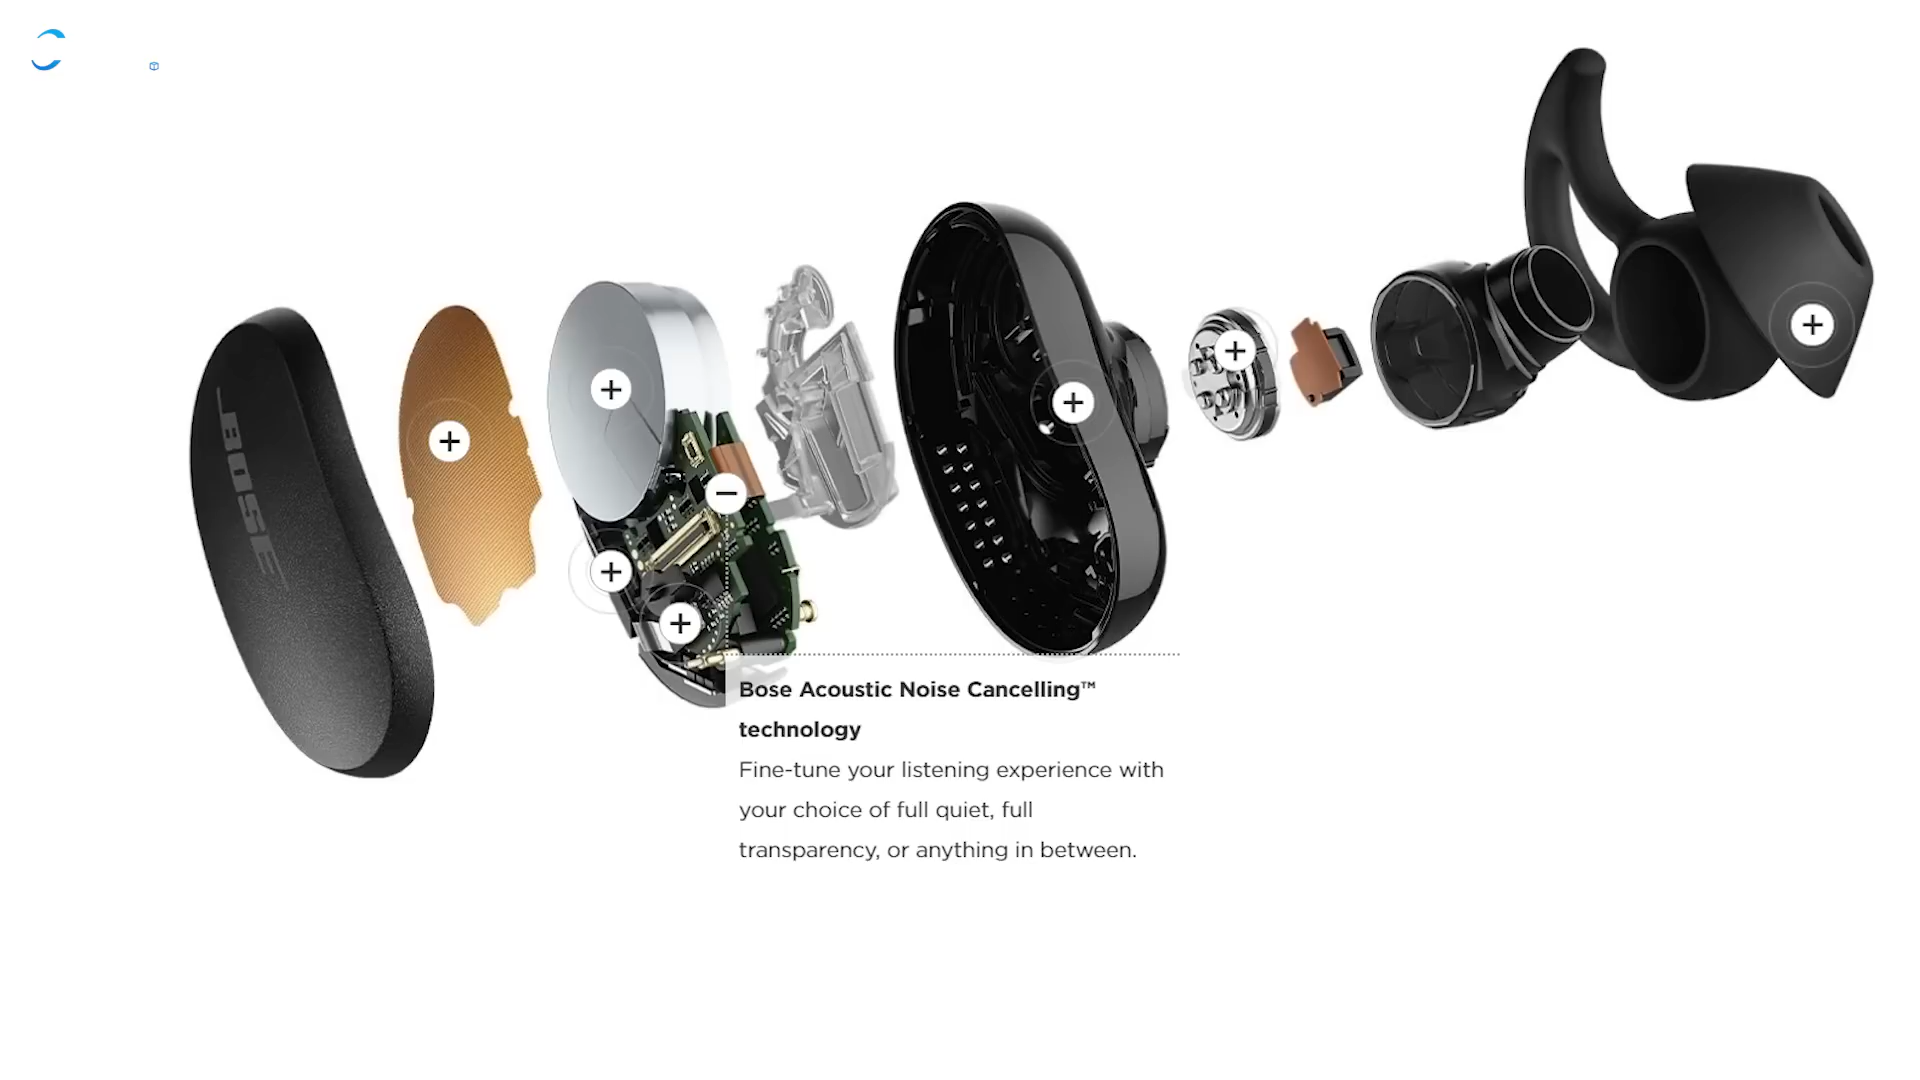 BOSE
Bose Acoustic Noise Cancelling™
technology
Fine-tune your listening experience with
your choice of full quiet, full
transparency, or anything in between.